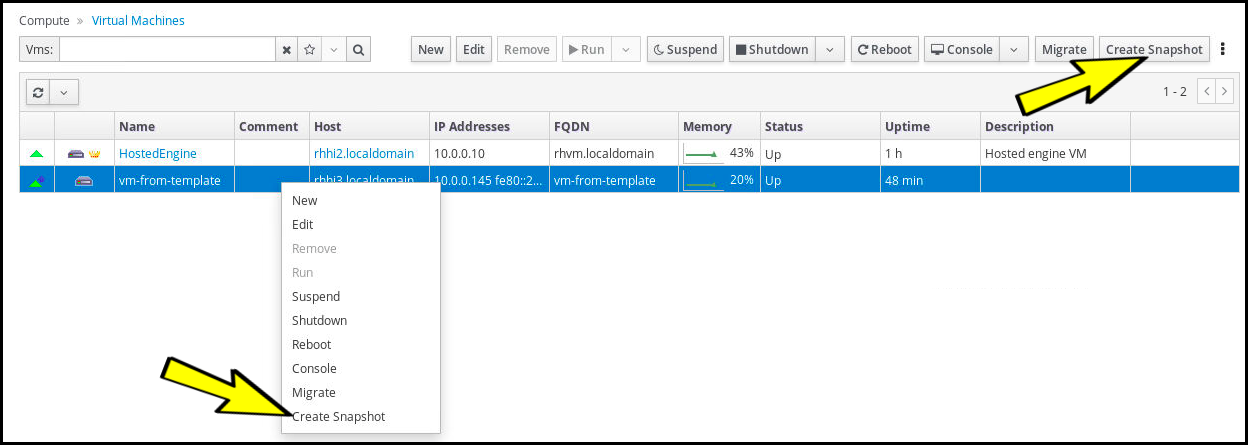 Compute » Virtual Machines
Vms: New Edit Remove Run Suspend Shutdown Reboot Console Migrate Create Snapshot
1 - 2
Name Comment Host IP Addresses FQDN Memory Status Uptime Description
HostedEngine rhhi2.localdomain 10.0.0.10 rhvm.localdomain 43% Up 1 h Hosted engine VM
vm-from-template rhhi3.localdomain 10.0.0.145 fe80::2... vm-from-template 20% Up 48 min
New
Edit
Remove
Run
Suspend
Shutdown
Reboot
Console
Migrate
Create Snapshot